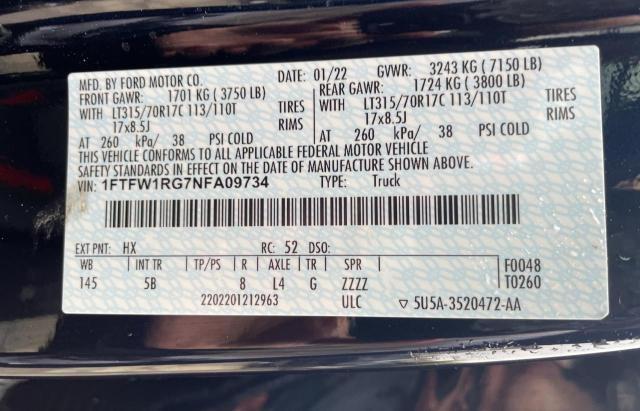 MFD. BY FORD MOTOR CO.
DATE: 01/22 GVWR: 3243 KG ( 7150 LB)
FRONT GAWR: 1701 KG ( 3750 LB) REAR GAWR: 1724 KG ( 3800 LB)
WITH LT315/70R17C 113/110T TIRES WITH LT315/70R17C 113/110T TIRES
17x8.5J RIMS 17x8.5J RIMS
AT 260 kPa/ 38 PSI COLD AT 260 kPa/ 38 PSI COLD
THIS VEHICLE CONFORMS TO ALL APPLICABLE FEDERAL MOTOR VEHICLE
SAFETY STANDARDS IN EFFECT ON THE DATE OF MANUFACTURE SHOWN ABOVE.
VIN: 1FTFW1RG7NFA09734 TYPE: Truck
EXT PNT: HX RC: 52 DSO:
WB INT TR TP/PS R AXLE TR SPR F0048
145 5B 8 L4 G ZZZZ T0260
2202201212963 ULC ▽ 5U5A-3520472-AA